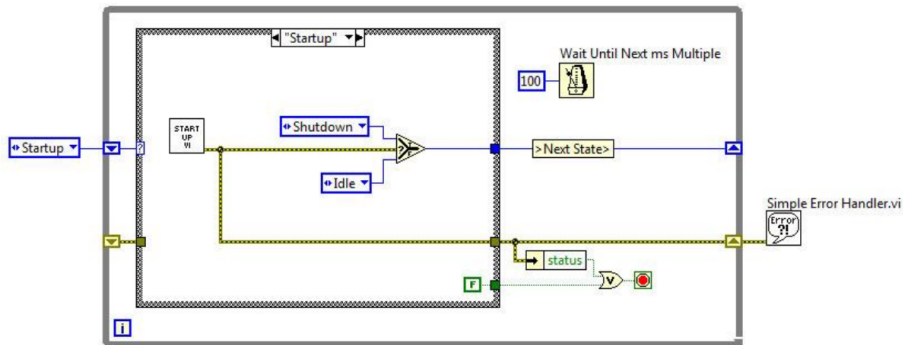 "Startup"
Wait Until Next ms Multiple
100
START
UP
VI
Shutdown
Startup
?
?
T
F
>Next State>
Idle
Simple Error Handler.vi
Error
?!
status
F
V
i